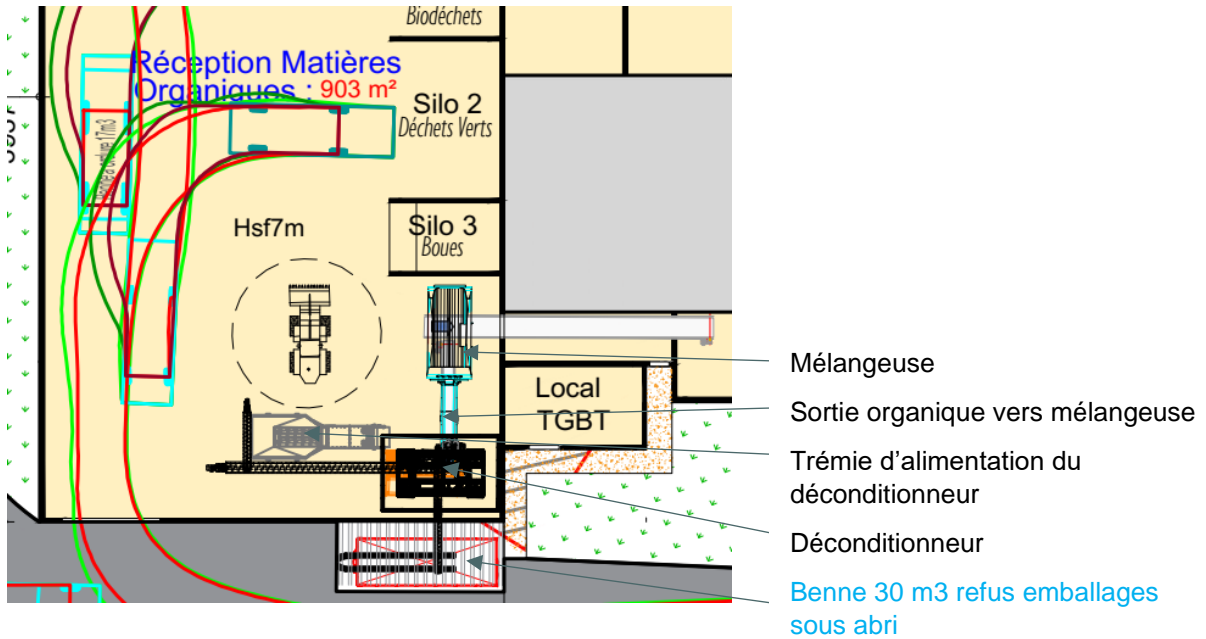 Biodéchets
Réception Matières
Organiques : 903 m²
Silo 2
Déchets Verts
Hsf7m
Silo 3
Boues
Local
TGBT
Mélangeuse
Sortie organique vers mélangeuse
Trémie d'alimentation du
déconditionneur
Déconditionneur
Benne 30 m3 refus emballages
sous abri